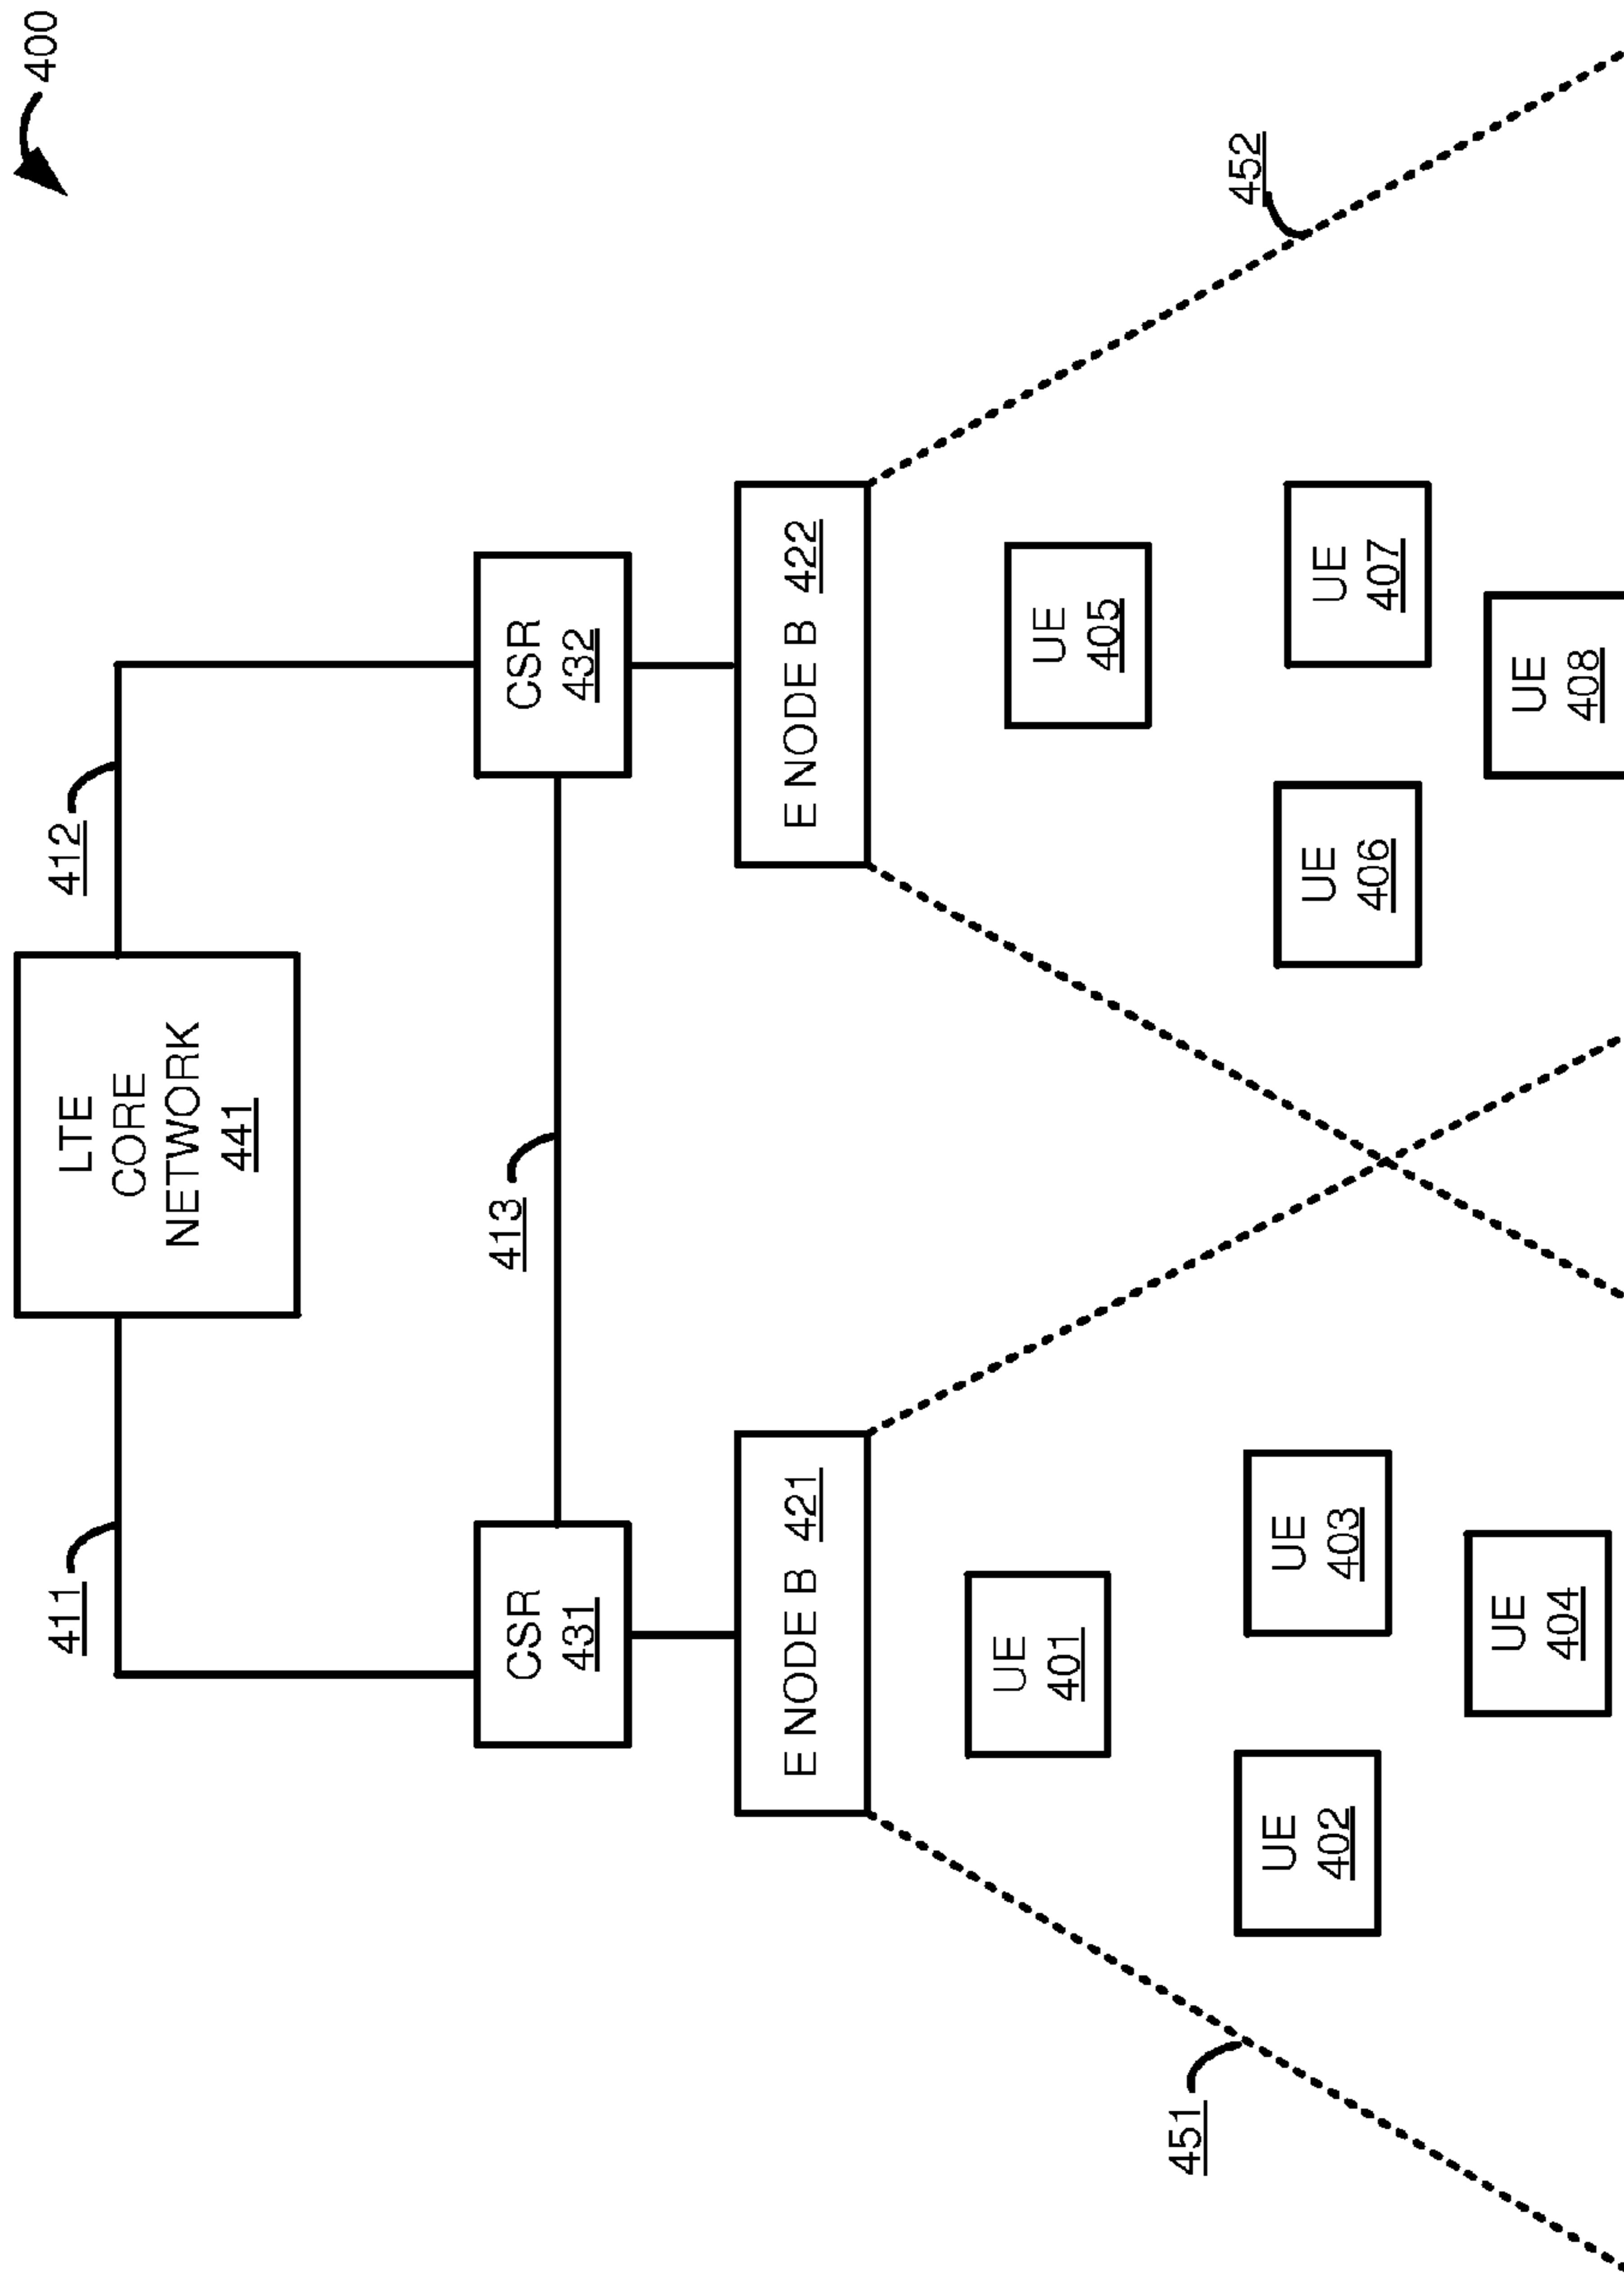 400
LTE
CORE
NETWORK
441
411
412
413
CSR
431
CSR
432
E NODE B 421
E NODE B 422
451
452
UE
401
UE
402
UE
403
UE
404
UE
405
UE
406
UE
407
UE
408